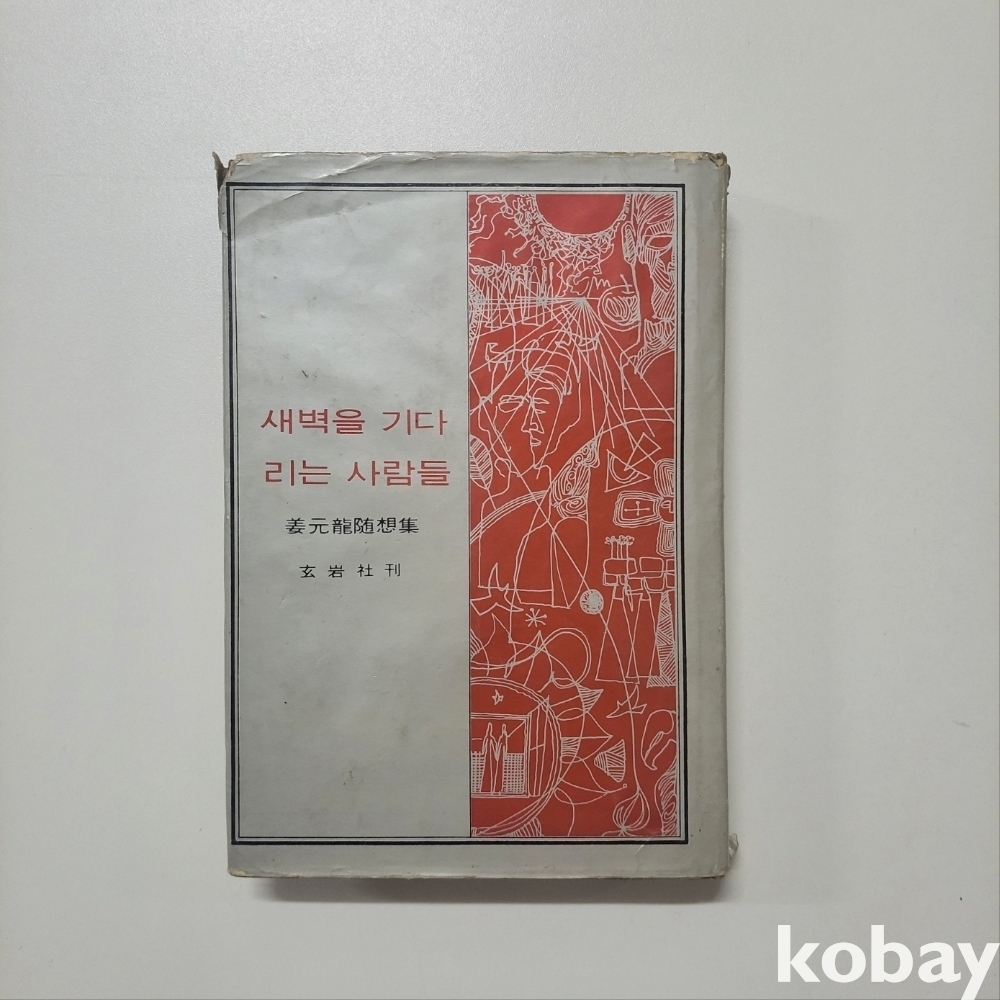 새벽을 기다
리는 사람들
姜元龍随想集
玄岩社刊
kobay